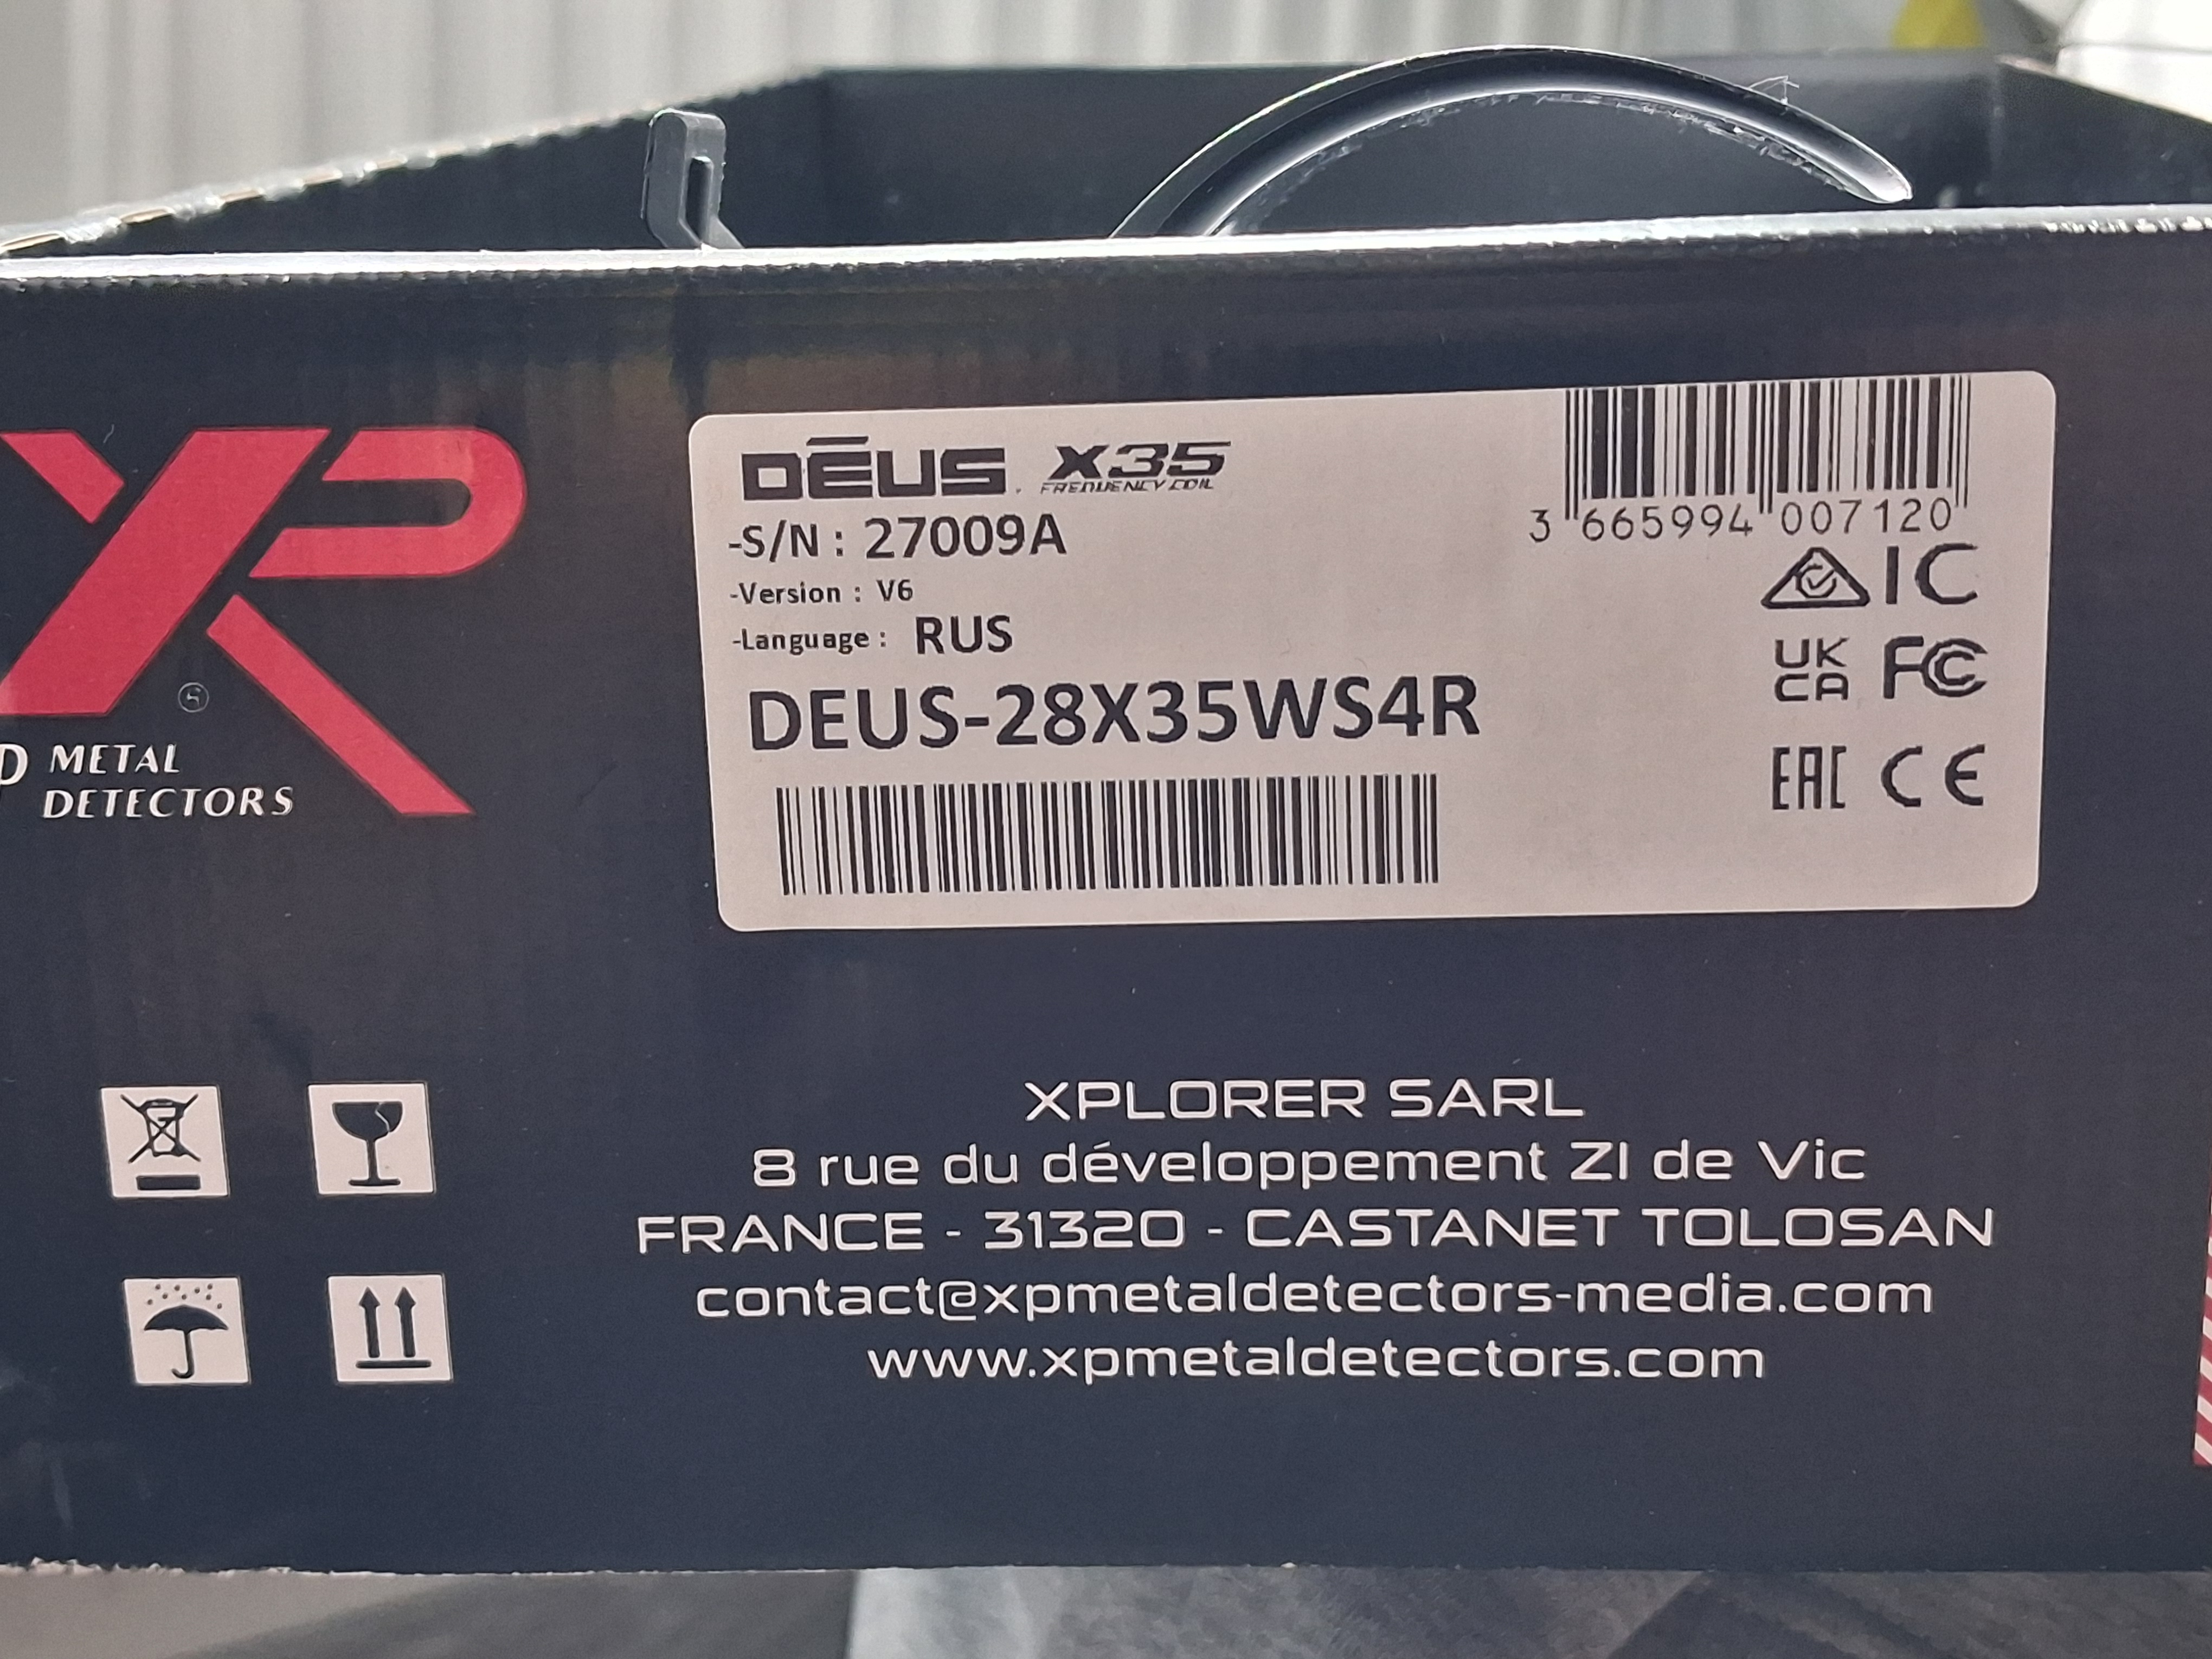 XP
METAL
DETECTORS
DĒUS X35
FREQUENCY COIL
-S/N : 27009A
-Version : V6
-Language : RUS
DEUS-28X35WS4R
3 665994 007120
IC
UK
CA
FC
EAC
CE
XPLORER SARL
8 rue du développement ZI de Vic
FRANCE - 31320 - CASTANET TOLOSAN
contact@xpmetaldetectors-media.com
www.xpmetaldetectors.com